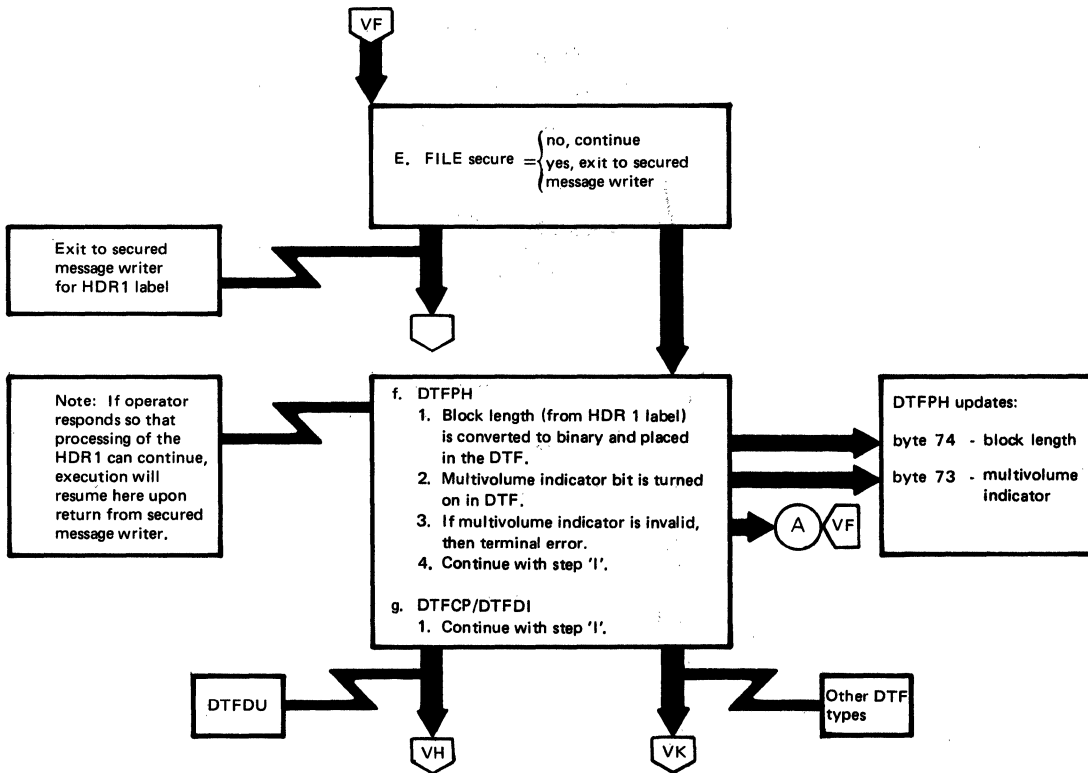 VF
E. FILE secure = no, continue
yes, exit to secured
message writer
Exit to secured
message writer
for HDR1 label
Note: If operator
responds so that
processing of the
HDR1 can continue,
execution will
resume here upon
return from secured
message writer.
f. DTFPH
1. Block length (from HDR 1 label)
is converted to binary and placed
in the DTF.
2. Multivolume indicator bit is turned
on in DTF.
3. If multivolume indicator is invalid,
then terminal error.
4. Continue with step 'I'.
g. DTFCP/DTFDI
1. Continue with step 'I'.
DTFPH updates:
byte 74 - block length
byte 73 - multivolume
indicator
A
VF
DTFDU
Other DTF
types
VH
VK